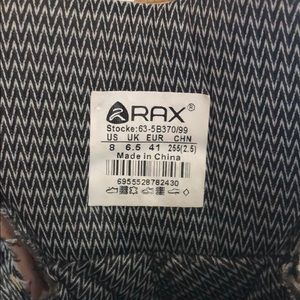 RAX
Stocke:63-5B370/99
US UK EUR CHN
8 6.5 41 255(2.5)
Made in China
6955528782430